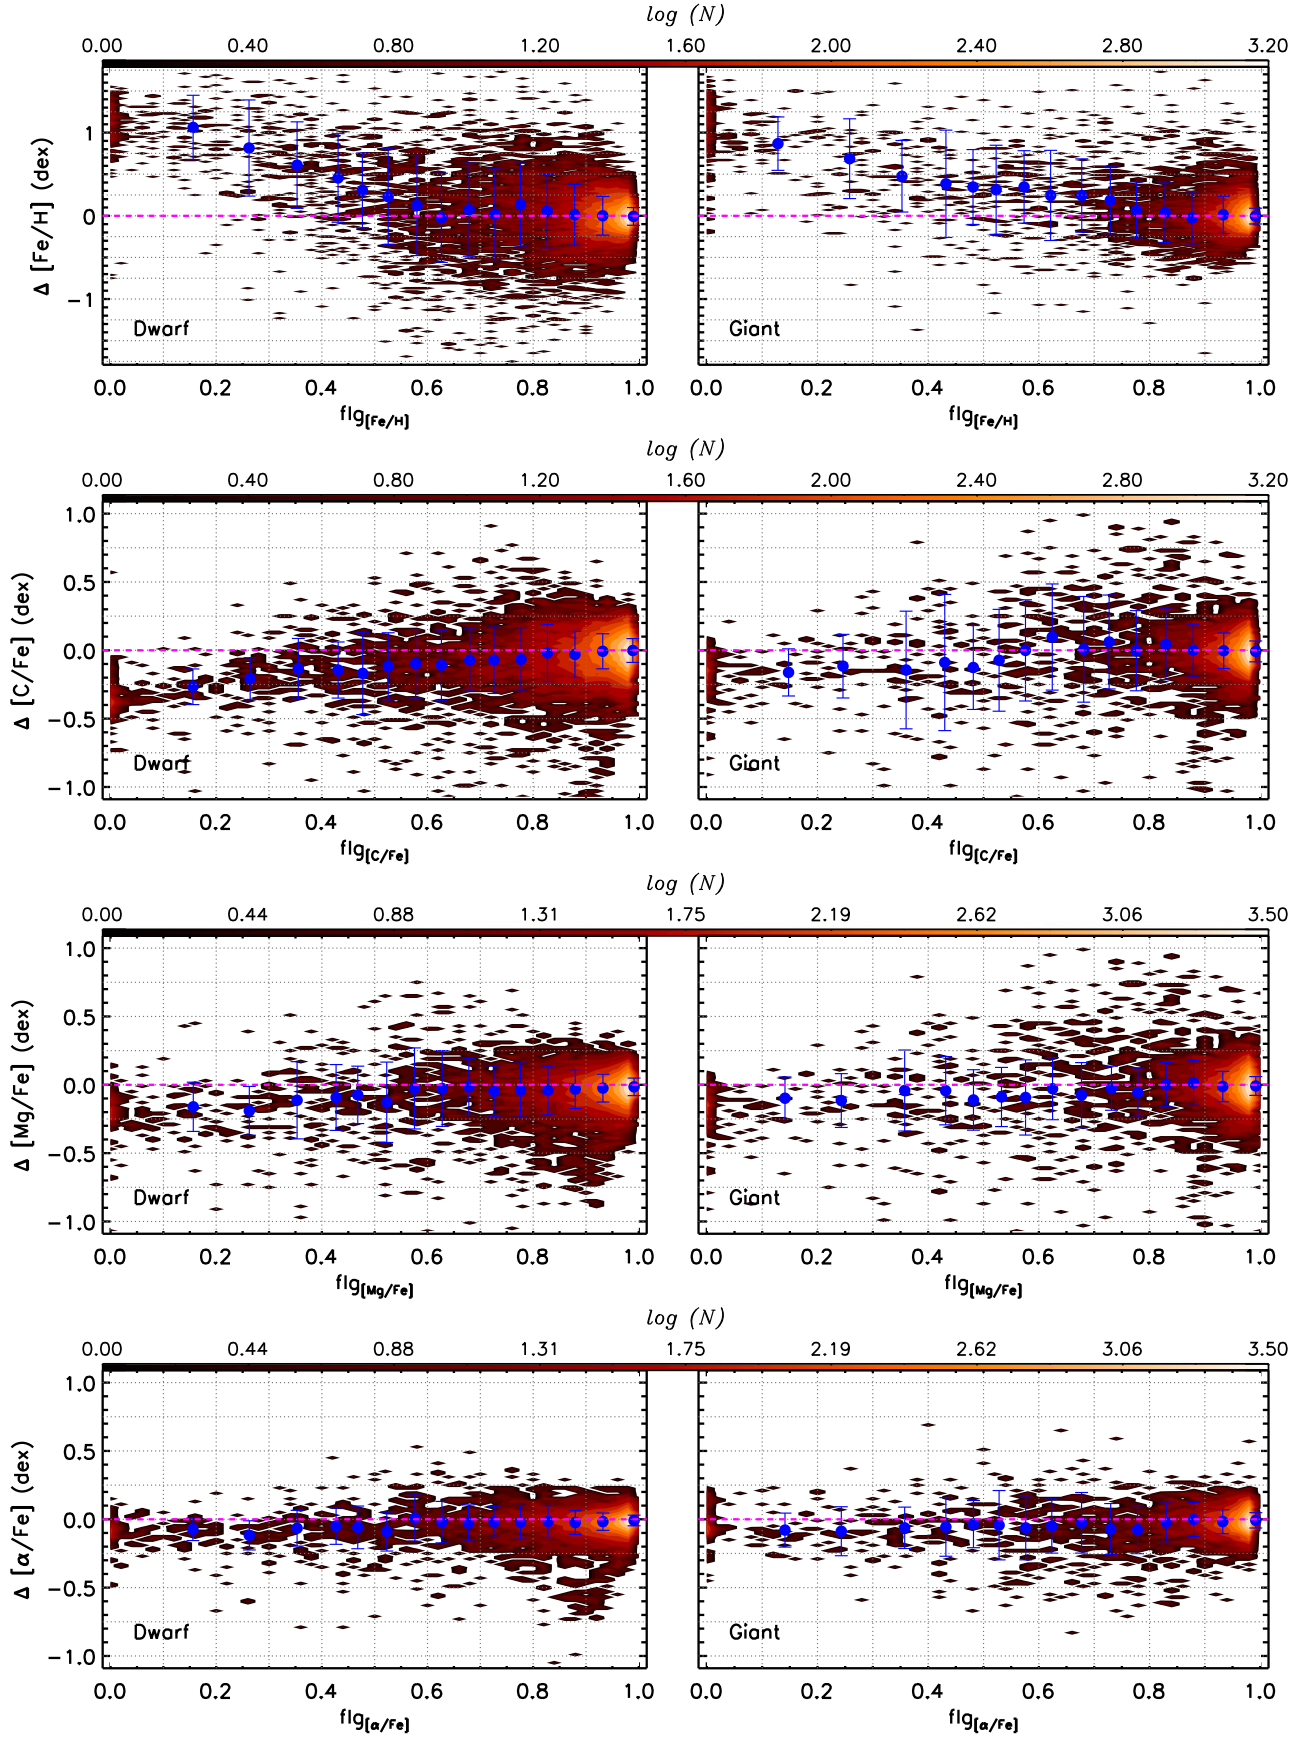 log (N)
0.00 0.40 0.80 1.20 1.60 2.00 2.40 2.80 3.20
Δ [Fe/H] (dex)
1
0
−1
Dwarf
Giant
0.0 0.2 0.4 0.6 0.8 1.0 0.0 0.2 0.4 0.6 0.8 1.0
flg[Fe/H] flg[Fe/H]
log (N)
0.00 0.40 0.80 1.20 1.60 2.00 2.40 2.80 3.20
Δ [C/Fe] (dex)
1.0
0.5
0.0
−0.5
−1.0
Dwarf
Giant
0.0 0.2 0.4 0.6 0.8 1.0 0.0 0.2 0.4 0.6 0.8 1.0
flg[C/Fe] flg[C/Fe]
log (N)
0.00 0.44 0.88 1.31 1.75 2.19 2.62 3.06 3.50
Δ [Mg/Fe] (dex)
1.0
0.5
0.0
−0.5
−1.0
Dwarf
Giant
0.0 0.2 0.4 0.6 0.8 1.0 0.0 0.2 0.4 0.6 0.8 1.0
flg[Mg/Fe] flg[Mg/Fe]
log (N)
0.00 0.44 0.88 1.31 1.75 2.19 2.62 3.06 3.50
Δ [α/Fe] (dex)
1.0
0.5
0.0
−0.5
−1.0
Dwarf
Giant
0.0 0.2 0.4 0.6 0.8 1.0 0.0 0.2 0.4 0.6 0.8 1.0
flg[α/Fe] flg[α/Fe]